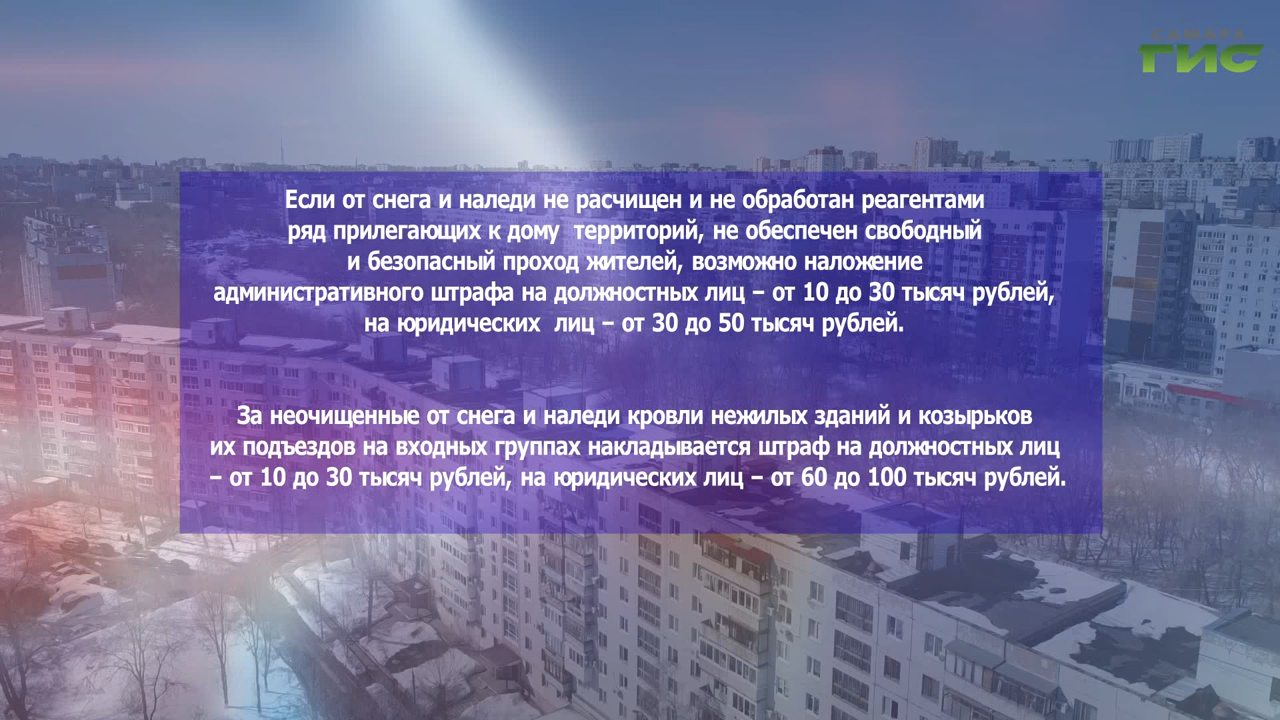 САМАРА
ГИС
Если от снега и наледи не расчищен и не обработан реагентами
ряд прилегающих к дому территорий, не обеспечен свободный
и безопасный проход жителей, возможно наложение
административного штрафа на должностных лиц – от 10 до 30 тысяч рублей,
на юридических лиц – от 30 до 50 тысяч рублей.
За неочищенные от снега и наледи кровли нежилых зданий и козырьков
их подъездов на входных группах накладывается штраф на должностных лиц
– от 10 до 30 тысяч рублей, на юридических лиц – от 60 до 100 тысяч рублей.